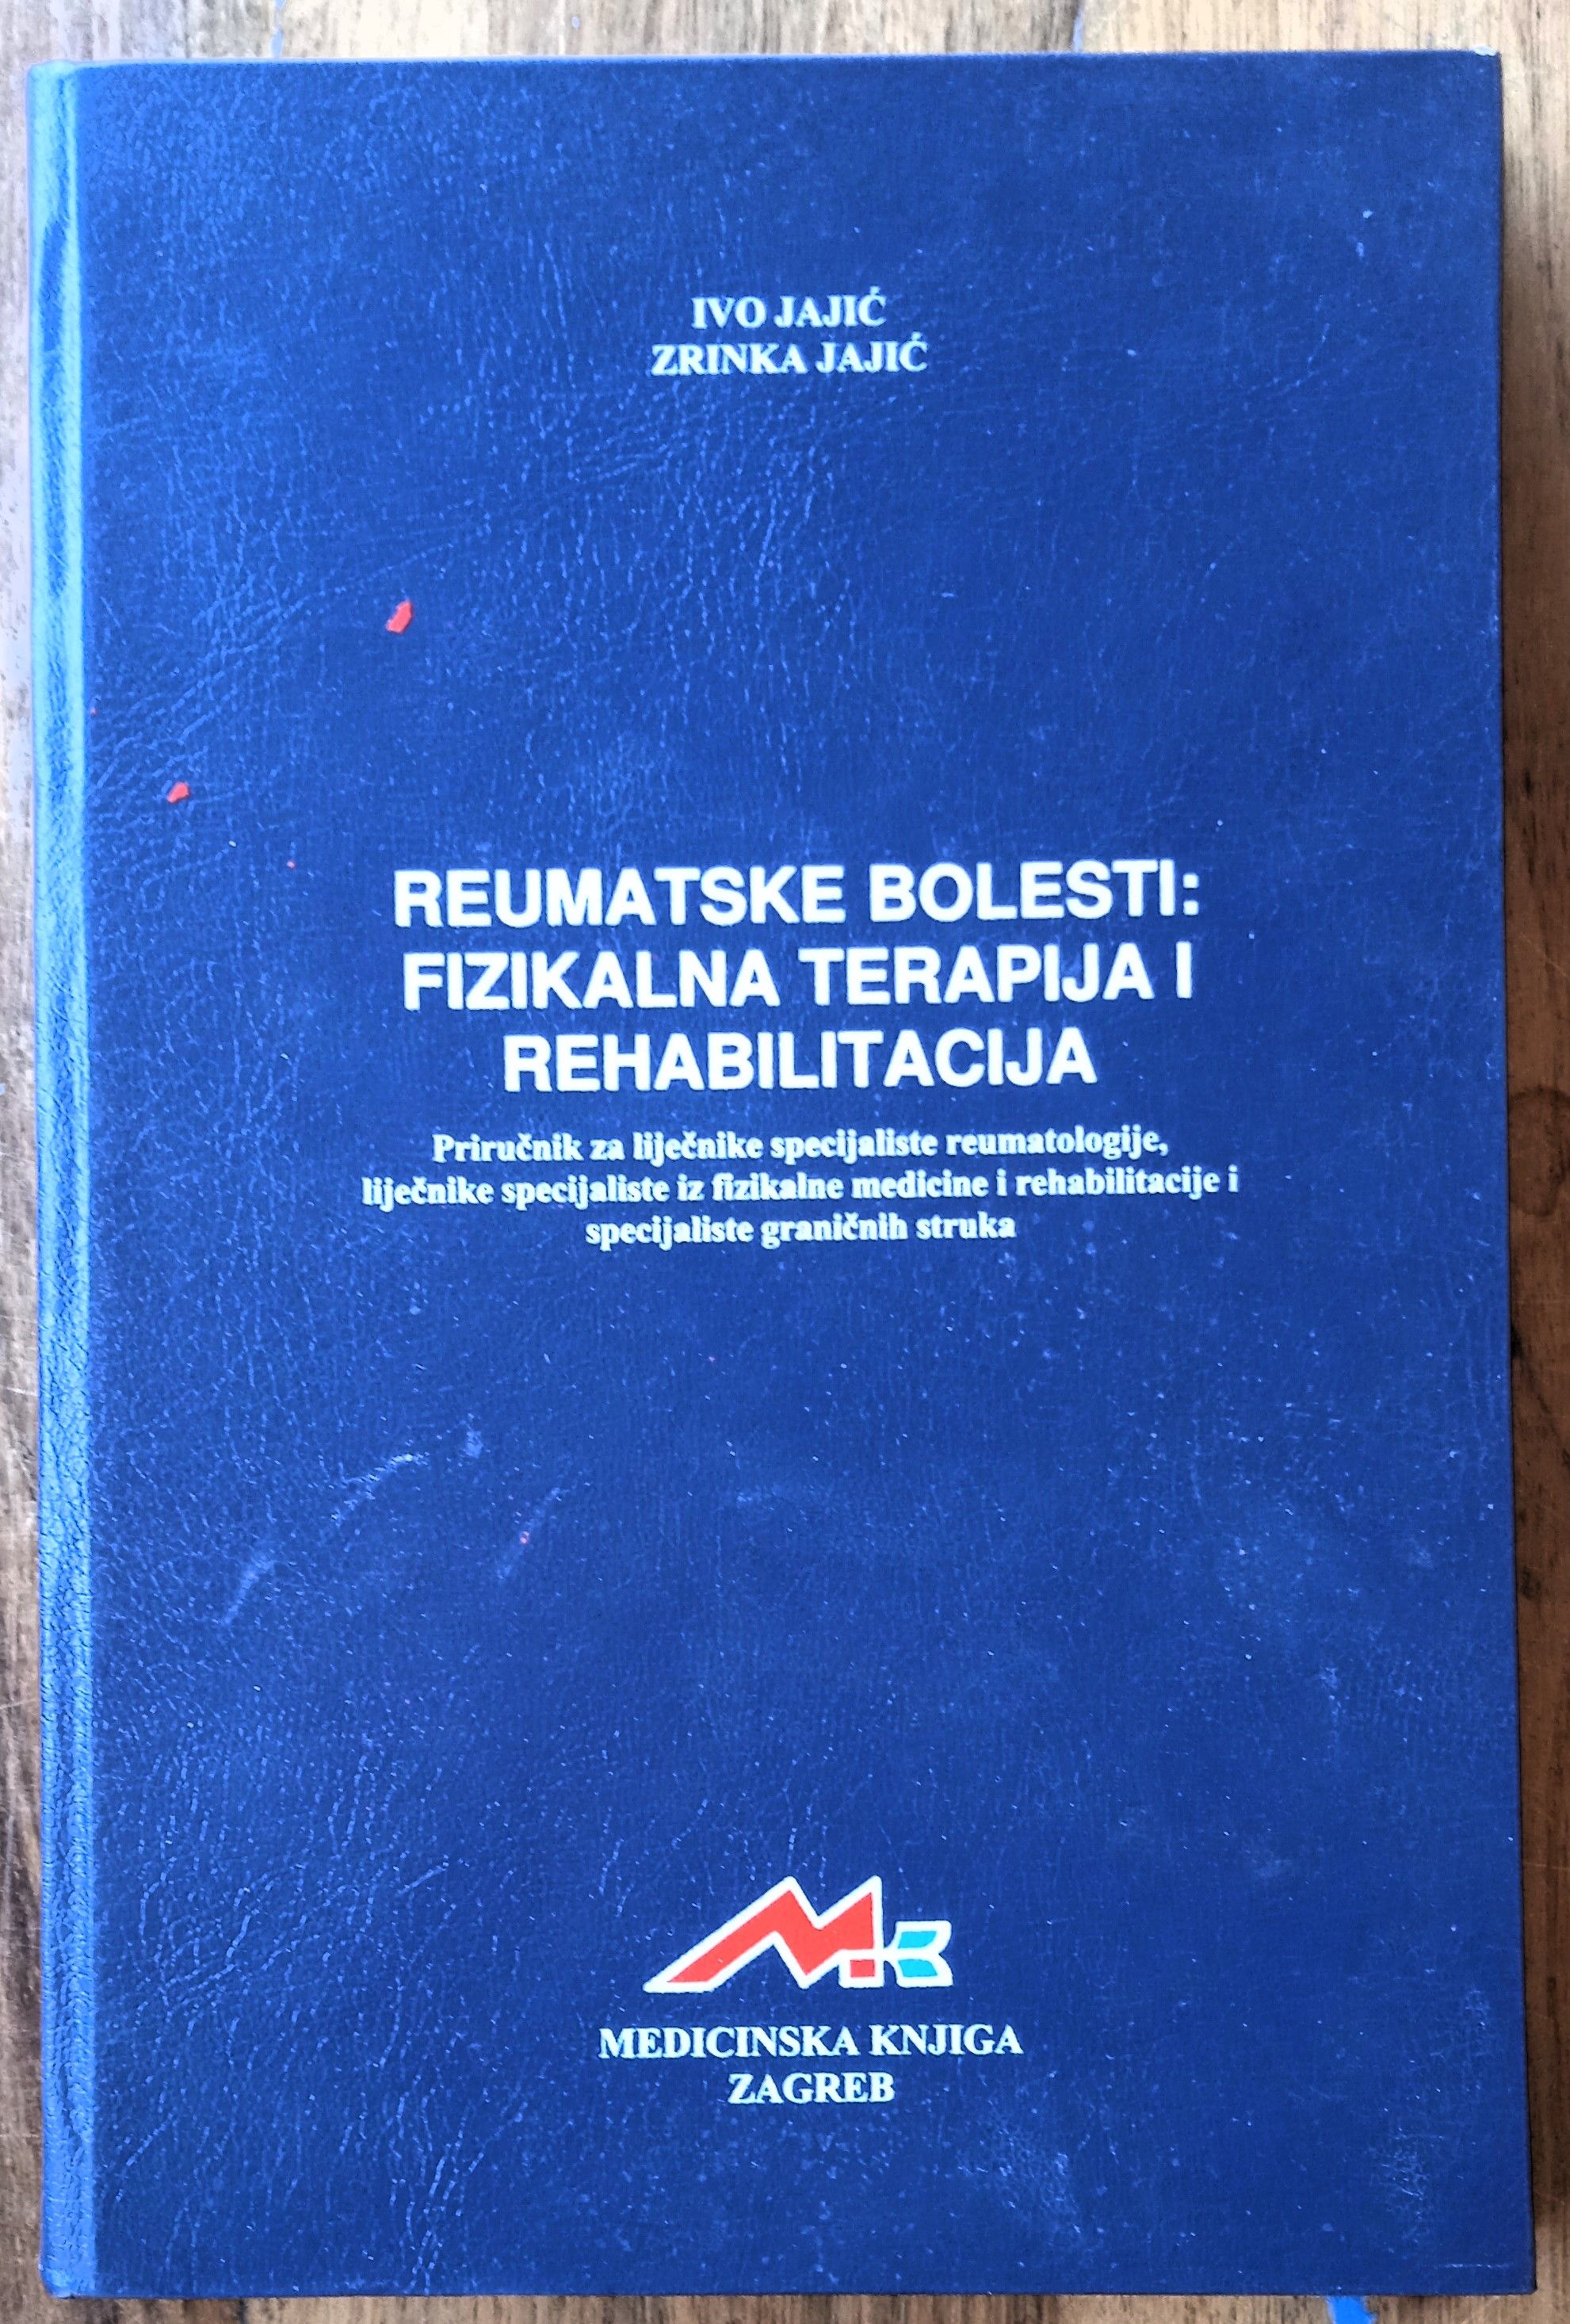 IVO JAJIĆ
ZRINKA JAJIĆ
REUMATSKE BOLESTI:
FIZIKALNA TERAPIJA I
REHABILITACIJA
Priručnik za liječnike specijaliste reumatologije,
liječnike specijaliste iz fizikalne medicine i rehabilitacije i
specijaliste graničnih struka
MK
MEDICINSKA KNJIGA
ZAGREB